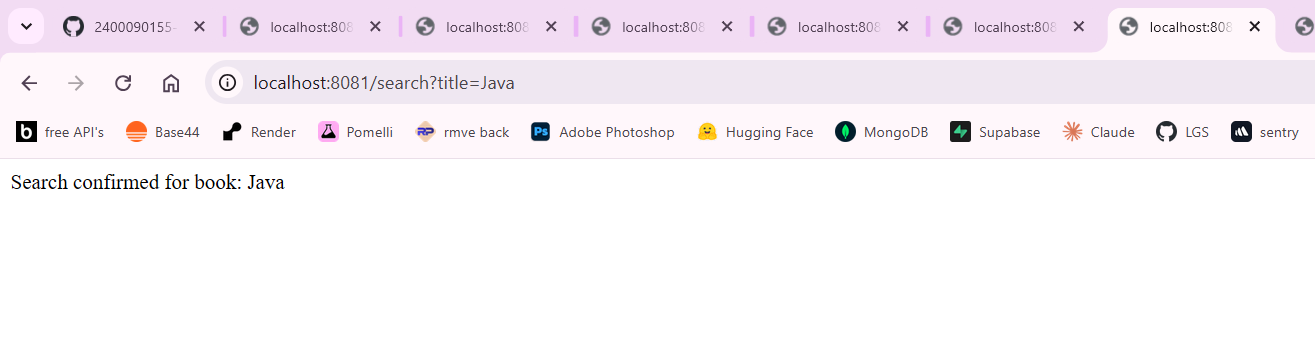 2400090155-
localhost:808
localhost:808
localhost:808
localhost:808
localhost:808
localhost:808
localhost:8081/search?title=Java
free API's
Base44
Render
Pomelli
rmve back
Adobe Photoshop
Hugging Face
MongoDB
Supabase
Claude
LGS
sentry
Search confirmed for book: Java